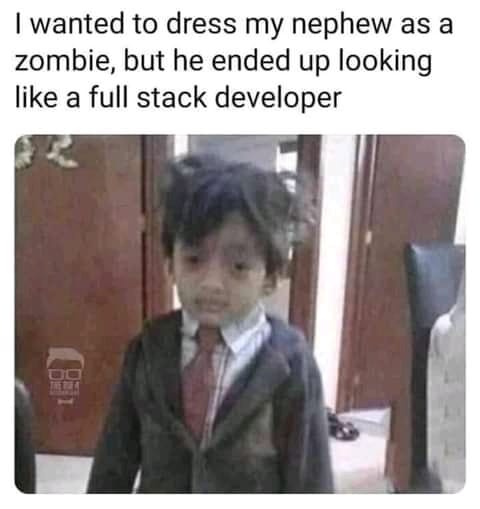 I wanted to dress my nephew as a
zombie, but he ended up looking
like a full stack developer